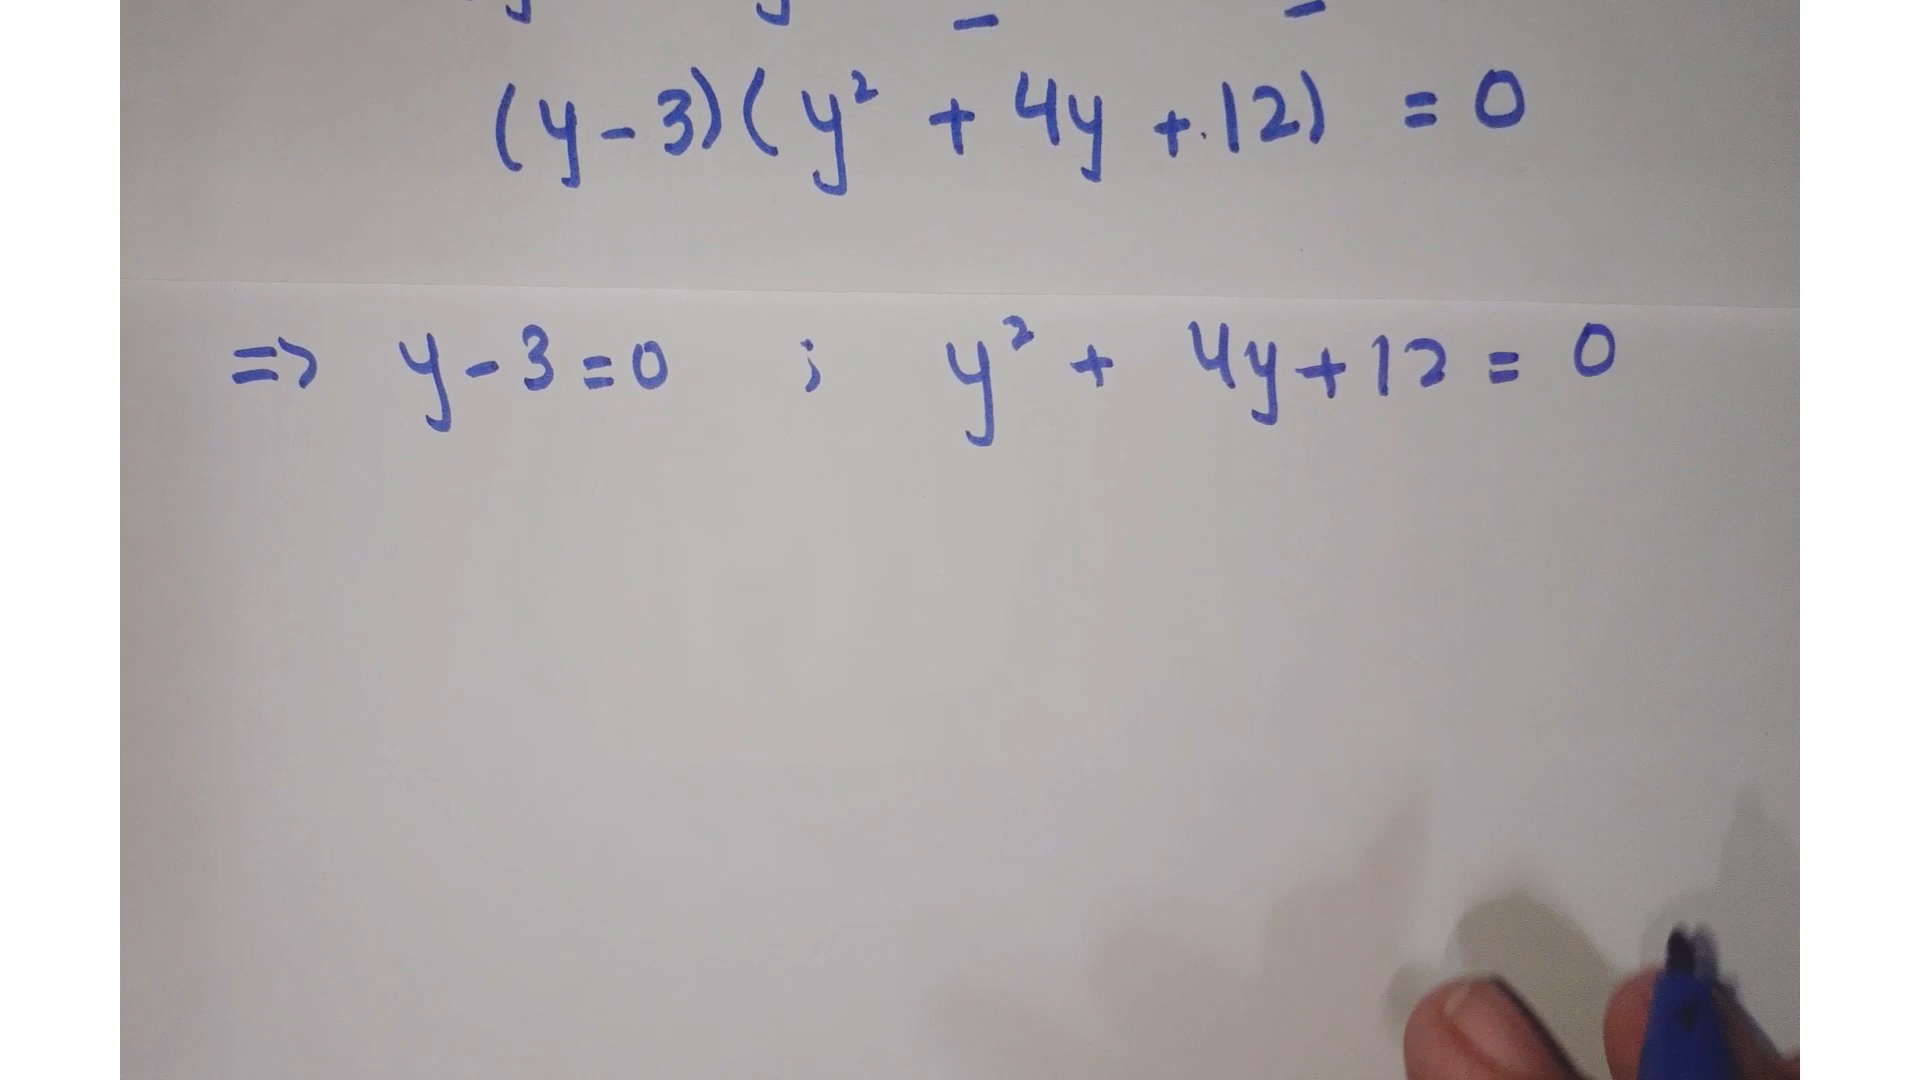 (y-3)(y² + 4y + 12) = 0
=> y-3=0 ; y² + 4y+12 = 0